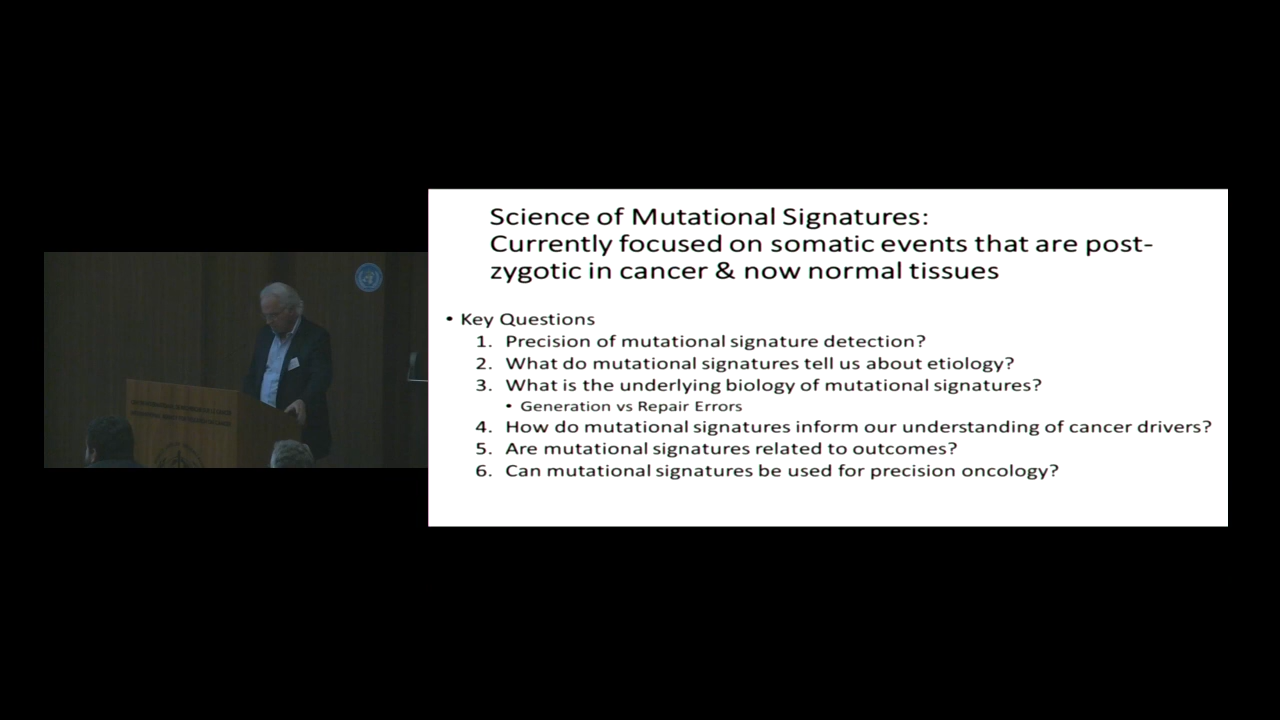 Science of Mutational Signatures:
Currently focused on somatic events that are post-
zygotic in cancer & now normal tissues
• Key Questions
1. Precision of mutational signature detection?
2. What do mutational signatures tell us about etiology?
3. What is the underlying biology of mutational signatures?
• Generation vs Repair Errors
4. How do mutational signatures inform our understanding of cancer drivers?
5. Are mutational signatures related to outcomes?
6. Can mutational signatures be used for precision oncology?